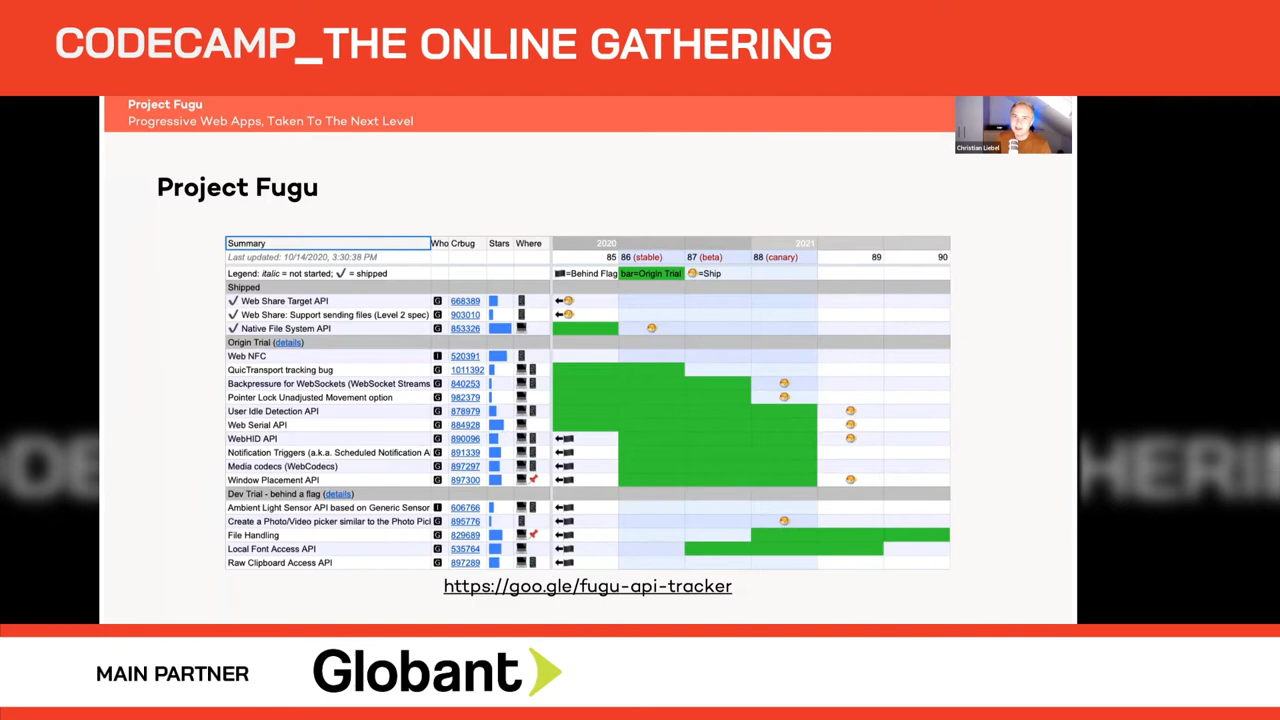 CODECAMP_THE ONLINE GATHERING
Project Fugu
Progressive Web Apps, Taken To The Next Level
Christian Liebel
Project Fugu
Summary Who Crbug Stars Where 2020 2021
Last updated: 10/14/2020, 3:30:38 PM 85 86 (stable) 87 (beta) 88 (canary) 89 90
Legend: italic = not started; ✓ = shipped =Behind Flag bar=Origin Trial =Ship
Shipped
✓ Web Share Target API G 668389
✓ Web Share: Support sending files (Level 2 spec) G 903010
✓ Native File System API G 853326
Origin Trial (details)
Web NFC I 520391
QuicTransport tracking bug G 1011392
Backpressure for WebSockets (WebSocket Streams G 840253
Pointer Lock Unadjusted Movement option G 982379
User Idle Detection API G 878979
Web Serial API G 884928
WebHID API G 890096
Notification Triggers (a.k.a. Scheduled Notification A G 891339
Media codecs (WebCodecs) G 897297
Window Placement API G 897300
Dev Trial - behind a flag (details)
Ambient Light Sensor API based on Generic Sensor I 606766
Create a Photo/Video picker similar to the Photo Picl G 895776
File Handling G 829689
Local Font Access API G 535764
Raw Clipboard Access API G 897289
https://goo.gle/fugu-api-tracker
HERIN
MAIN PARTNER Globant